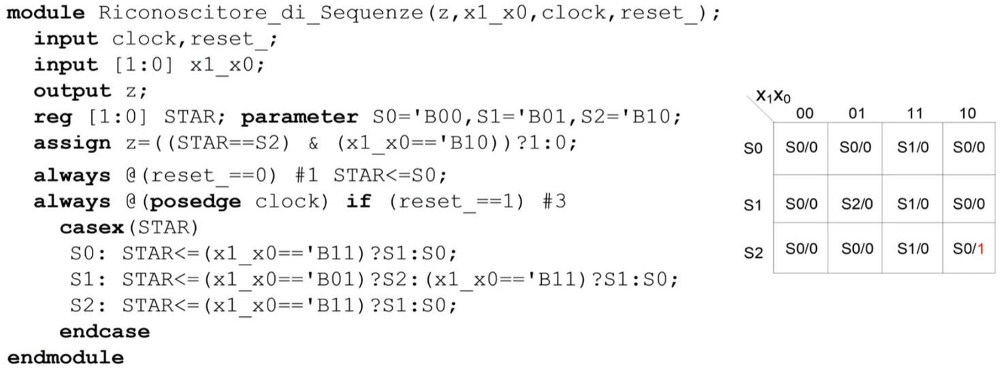 module Riconoscitore_di_Sequenze(z,x1_x0,clock,reset_);
input clock,reset_;
input [1:0] x1_x0;
output z;
reg [1:0] STAR; parameter S0='B00,S1='B01,S2='B10;
assign z=((STAR==S2) & (x1_x0=='B10))?1:0;
always @(reset_==0) #1 STAR<=S0;
always @(posedge clock) if (reset_==1) #3
casex(STAR)
S0: STAR<=(x1_x0=='B11)?S1:S0;
S1: STAR<=(x1_x0=='B01)?S2:(x1_x0=='B11)?S1:S0;
S2: STAR<=(x1_x0=='B11)?S1:S0;
endcase
endmodule
X1X0
00 01 11 10
S0 S0/0 S0/0 S1/0 S0/0
S1 S0/0 S2/0 S1/0 S0/0
S2 S0/0 S0/0 S1/0 S0/1